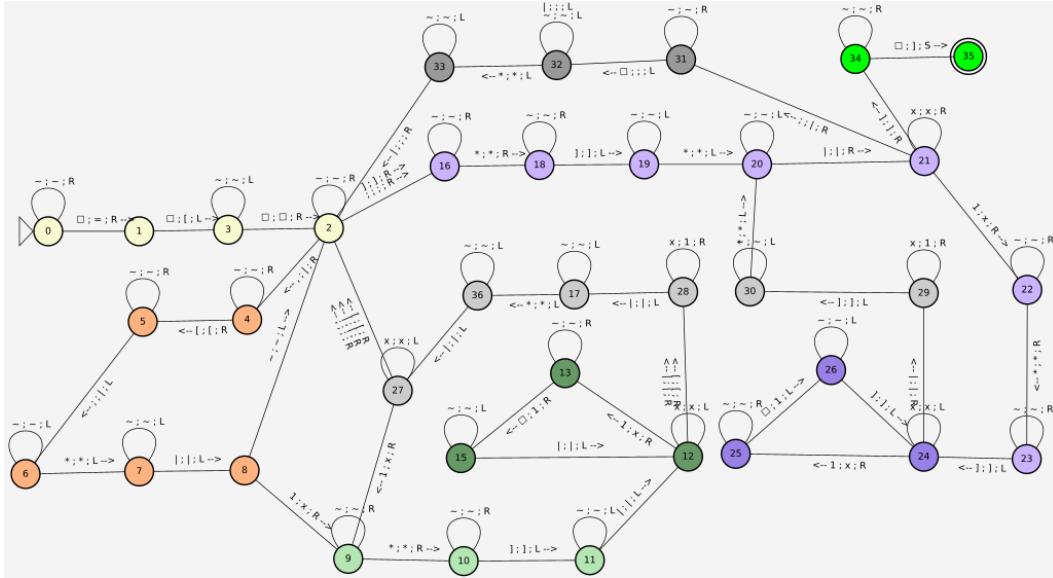 |;;;L
~;~;L
~;~;L
~;~;R
~;~;R
33
32
31
34
35
<--*;*;L
<--□;;;L
□;];S-->
<--|;;;R
<--;;|;R
<--];];R
~;~;R
~;~;R
~;~;L
~;~;L
x;x;R
16
18
19
20
21
];];R-->
;;;;R-->
*;*;R-->
];];L-->
*;*;L-->
|;|;R-->
~;~;R
~;~;L
~;~;R
0
1
3
2
□;=;R-->
□;[;L-->
□;□;R-->
*;*;L-->
1;x;R-->
~;~;R
~;~;R
~;~;L
~;~;L
x;1;R
~;~;L
x;1;R
~;~;R
5
4
36
17
28
30
29
22
<--[;[;R
<--;;|;R
<--*;*;L
<--|;|;L
<--];];L
x;x;L
27
<--|;|;L
~;~;L-->
<--;;|;L
~;~;R
13
~;~;L
26
<--*;*;R
<--□;1;R
<--1;x;R
□;1;L-->
];];L-->
~;~;L
~;~;L
~;~;L
x;x;L
~;~;R
x;x;L
~;~;R
6
7
8
15
12
25
24
23
*;*;L-->
|;|;L-->
|;|;L-->
<--1;x;R
<--];];L
1;x;R-->
<--1;x;R
|;|;L-->
~;~;R
~;~;R
~;~;L
9
10
11
*;*;R-->
];];L-->